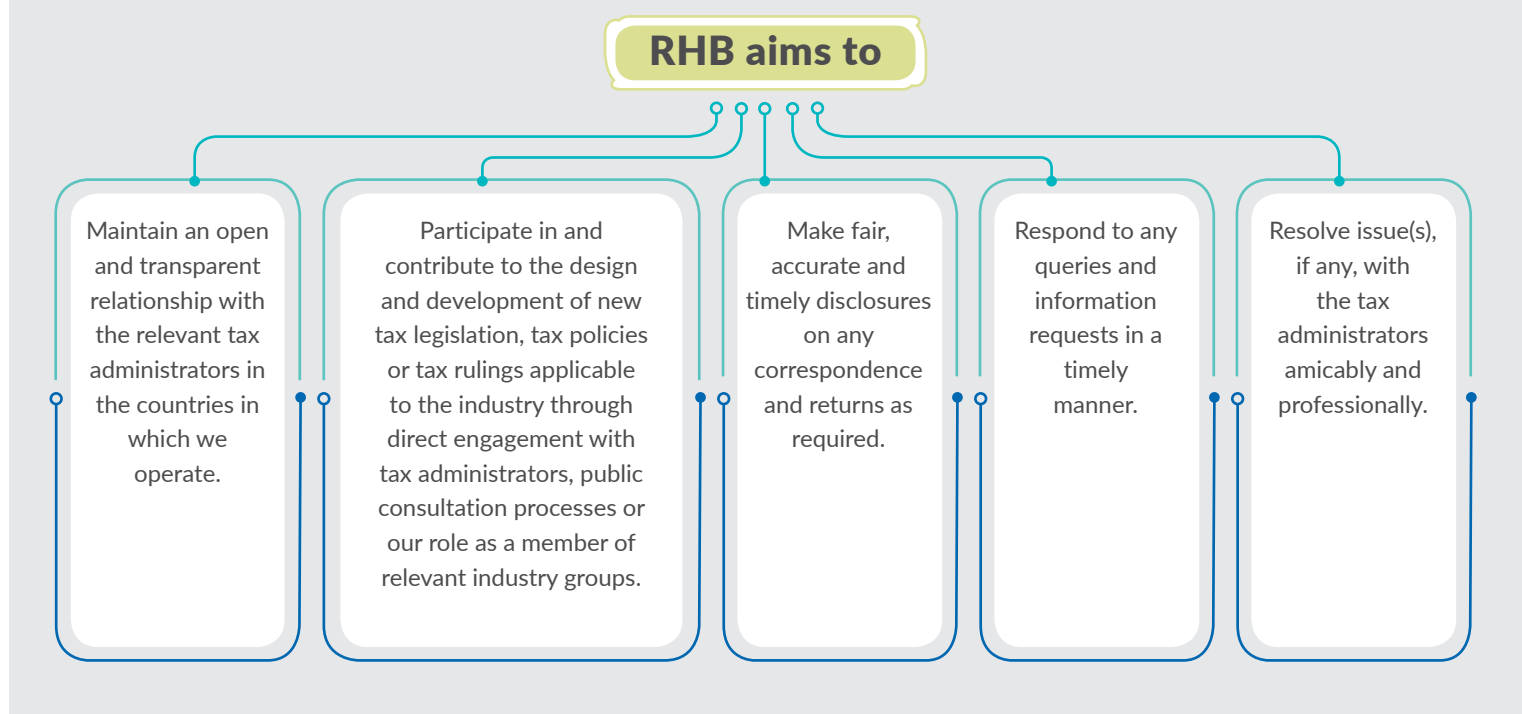 RHB aims to
Maintain an open
and transparent
relationship with
the relevant tax
administrators in
the countries in
which we
operate.
Participate in and
contribute to the design
and development of new
tax legislation, tax policies
or tax rulings applicable
to the industry through
direct engagement with
tax administrators, public
consultation processes or
our role as a member of
relevant industry groups.
Make fair,
accurate and
timely disclosures
on any
correspondence
and returns as
required.
Respond to any
queries and
information
requests in a
timely
manner.
Resolve issue(s),
if any, with
the tax
administrators
amicably and
professionally.